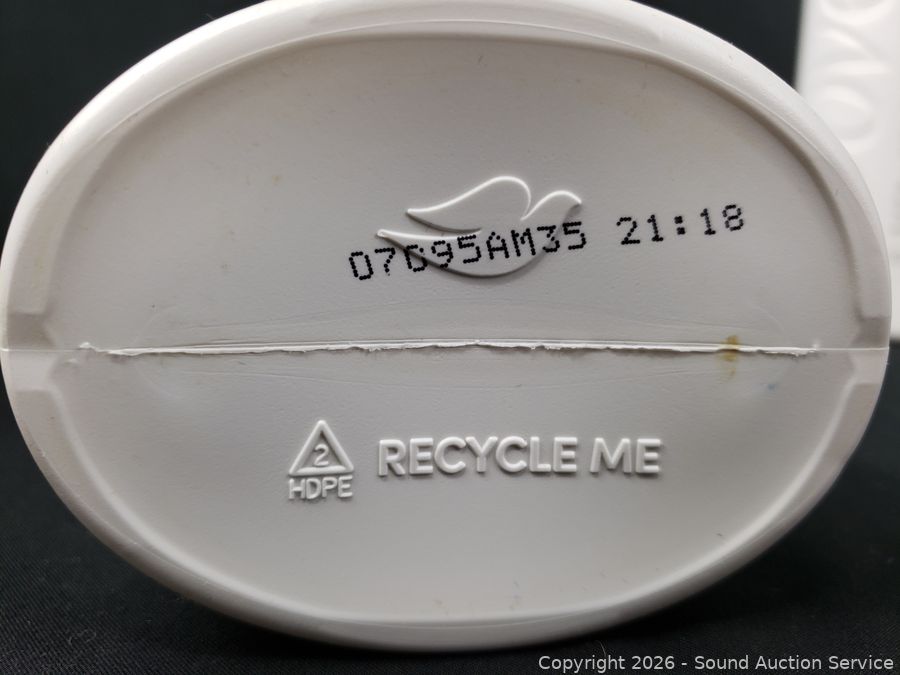 07095AM35 21:18
2
HDPE
RECYCLE ME
Copyright 2026 - Sound Auction Service